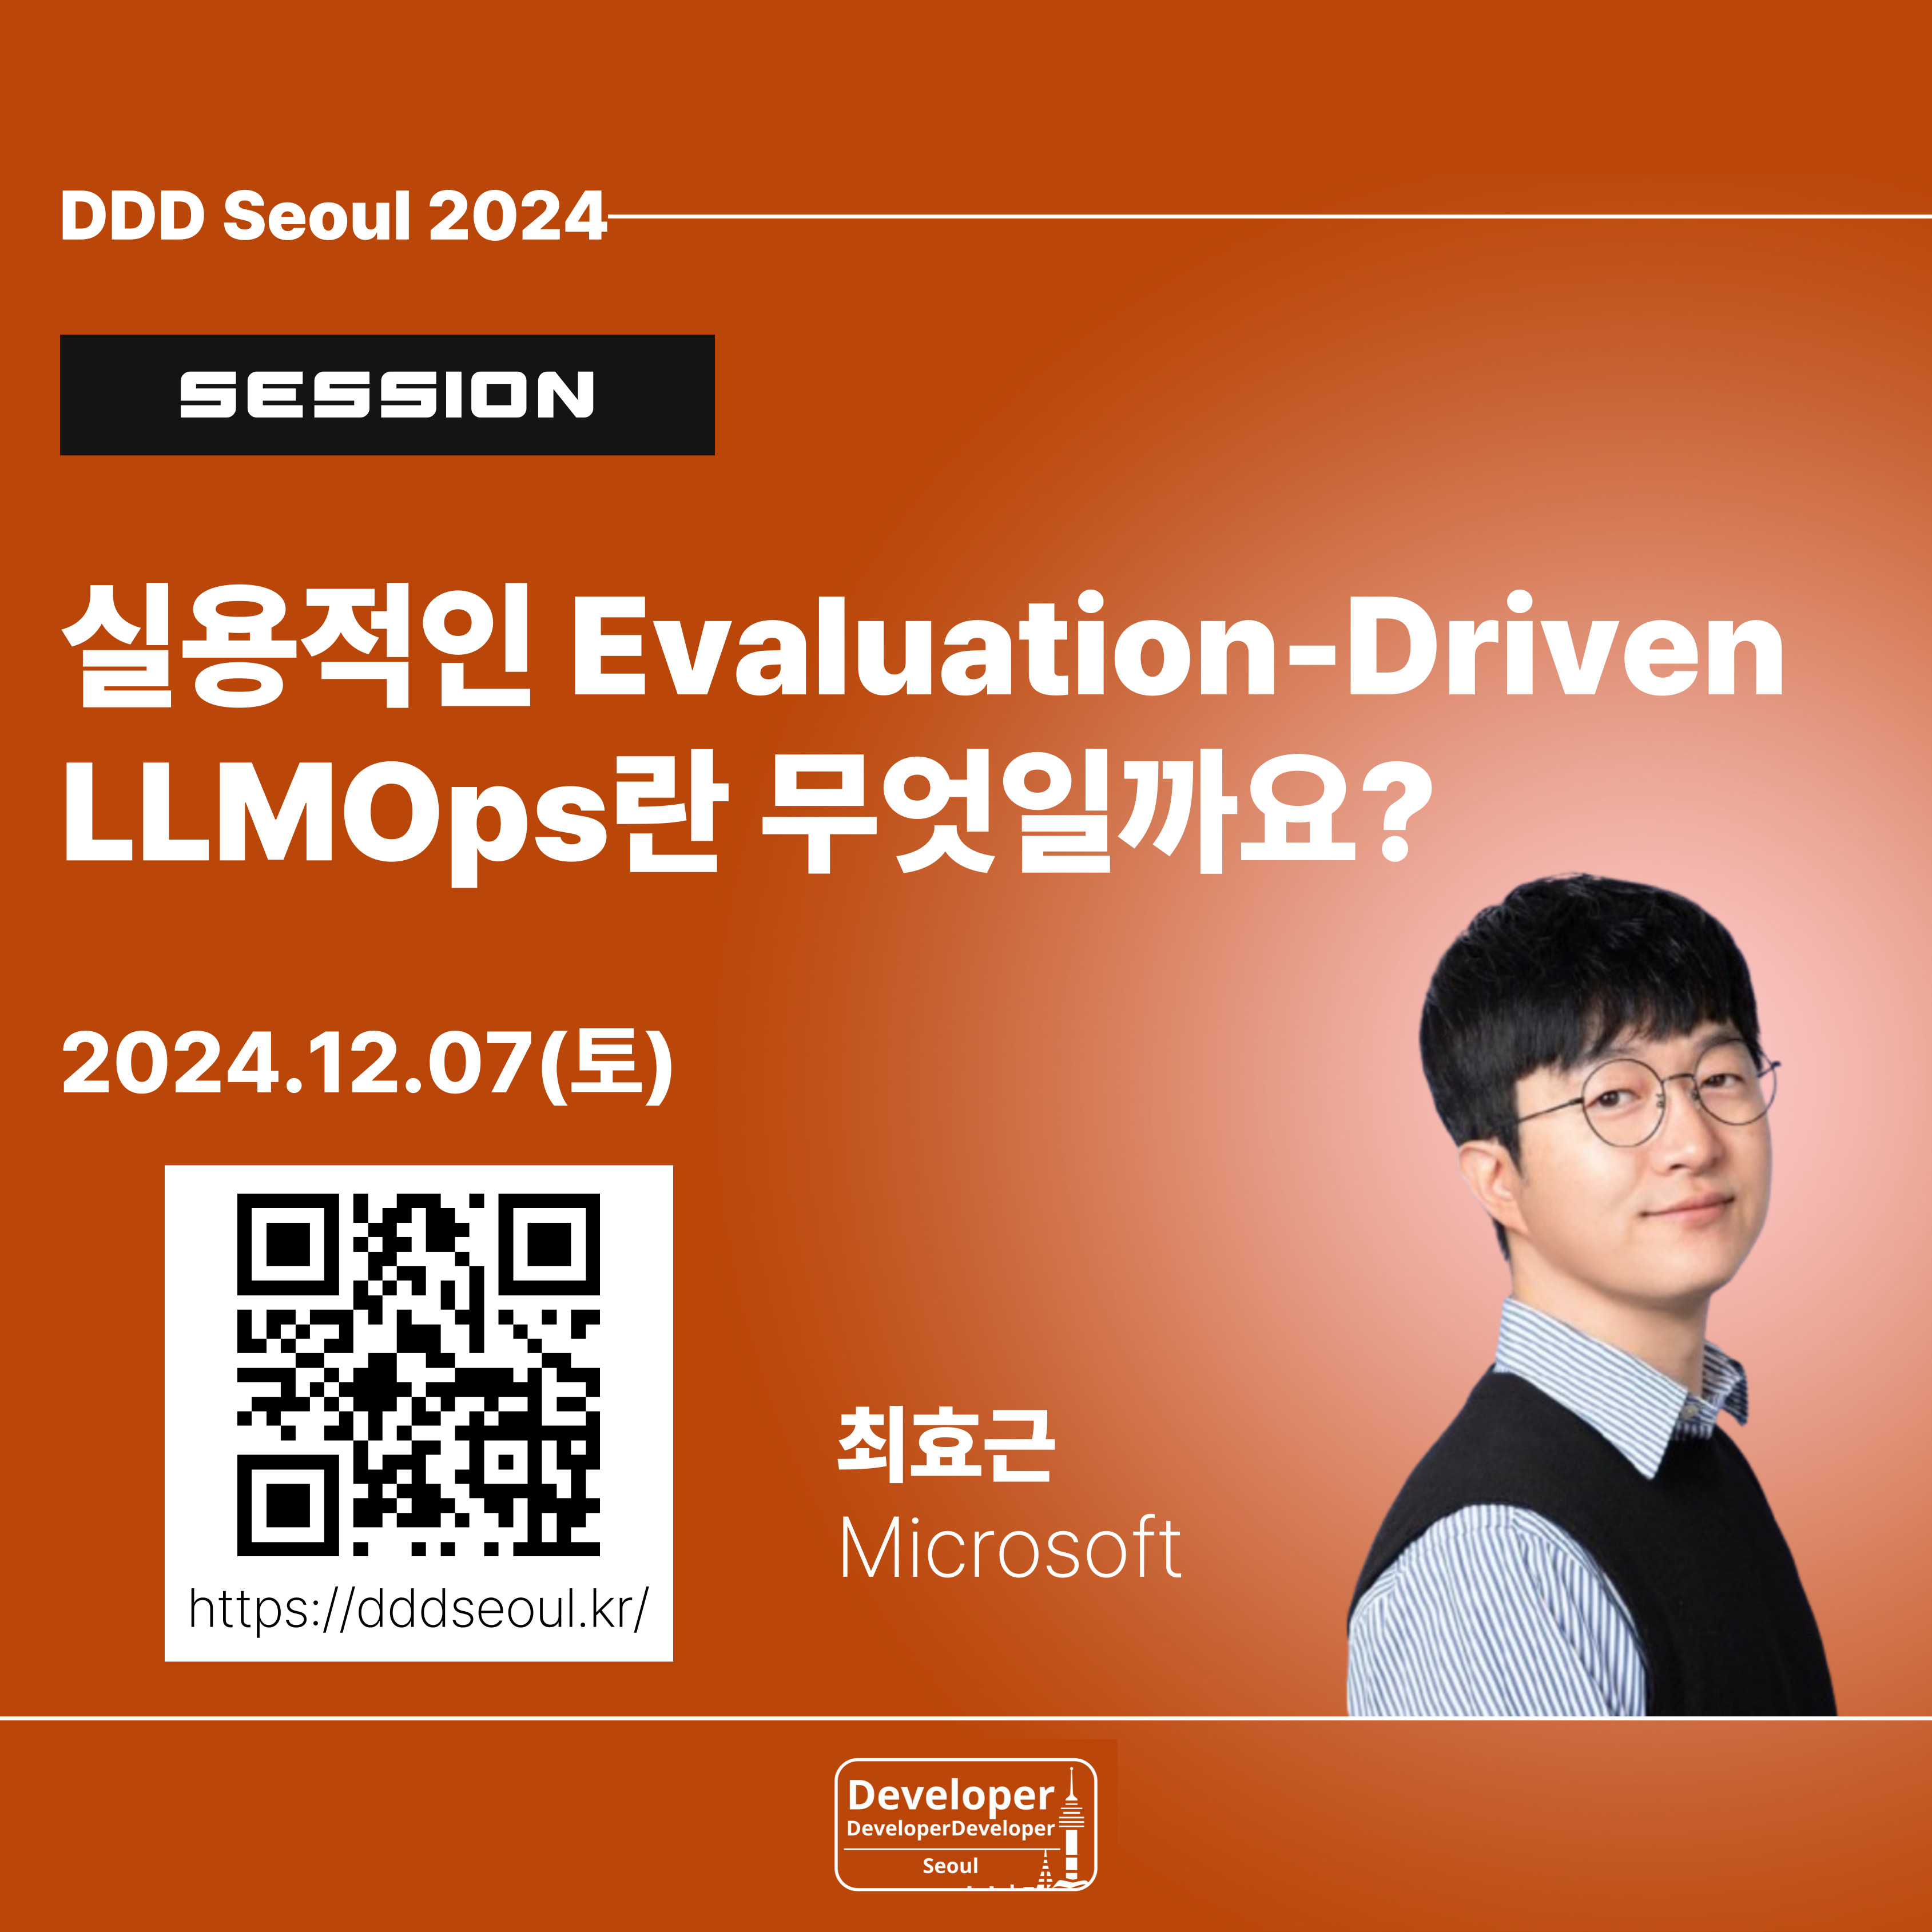 DDD Seoul 2024
SESSION
실용적인 Evaluation-Driven
LLMOps란 무엇일까요?
2024.12.07(토)
https://dddseoul.kr/
최효근
Microsoft
Developer
DeveloperDeveloper
Seoul